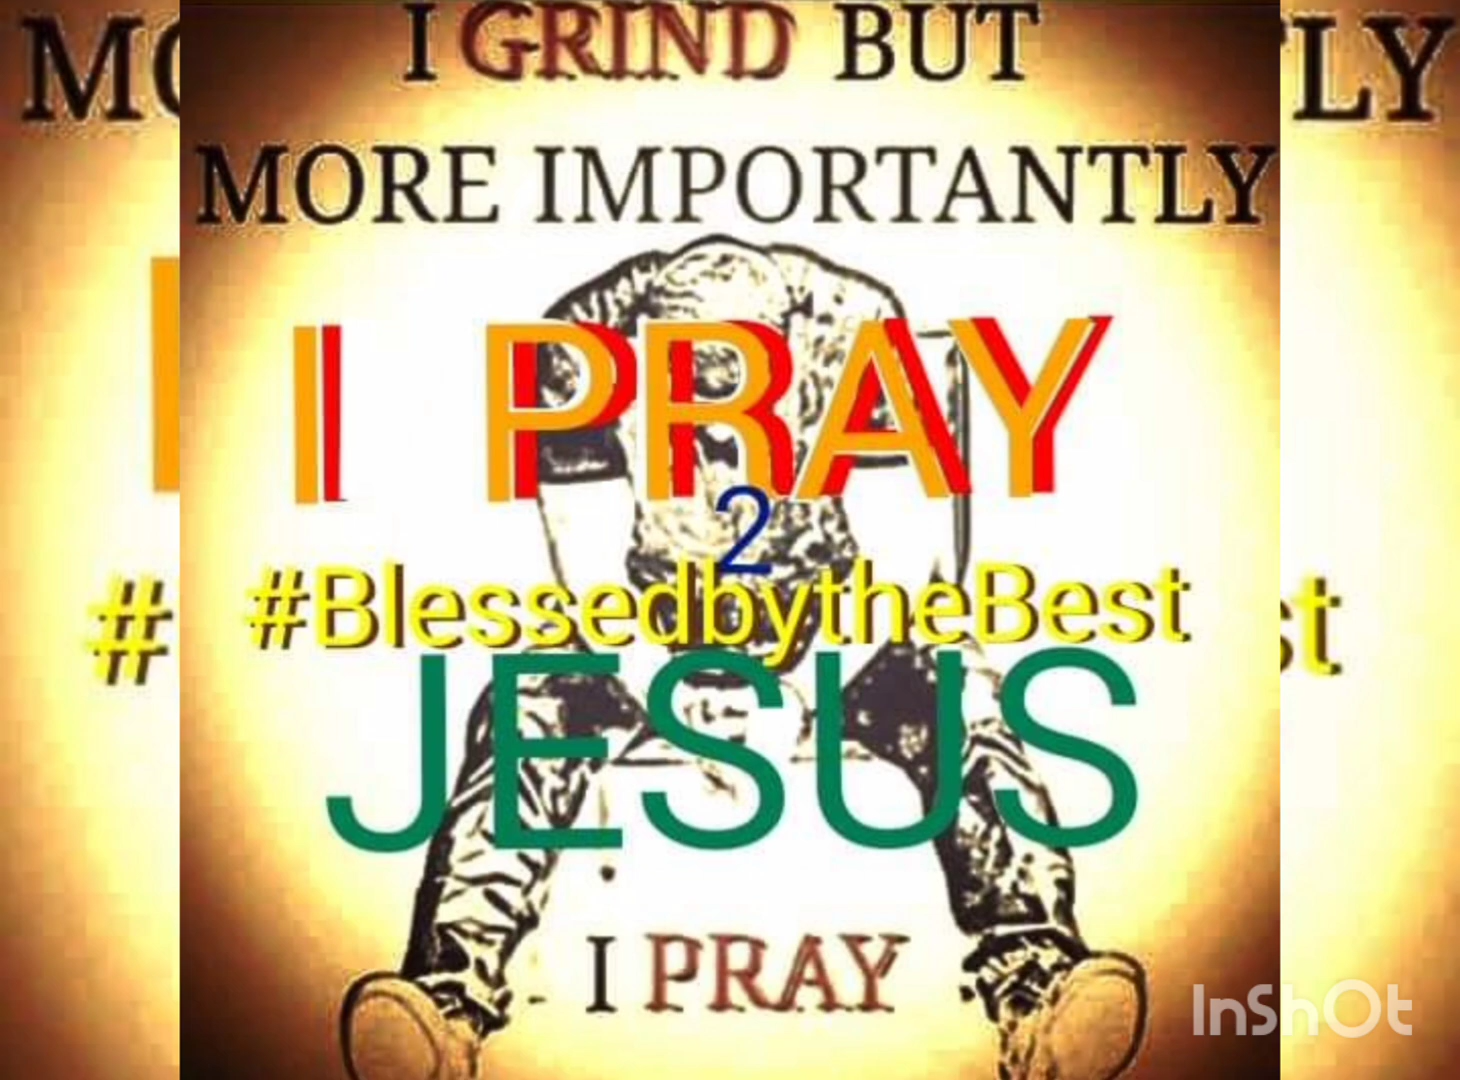 I GRIND BUT
MORE IMPORTANTLY
I PRAY
2
#BlessedbytheBest
JESUS
I PRAY
InShOt